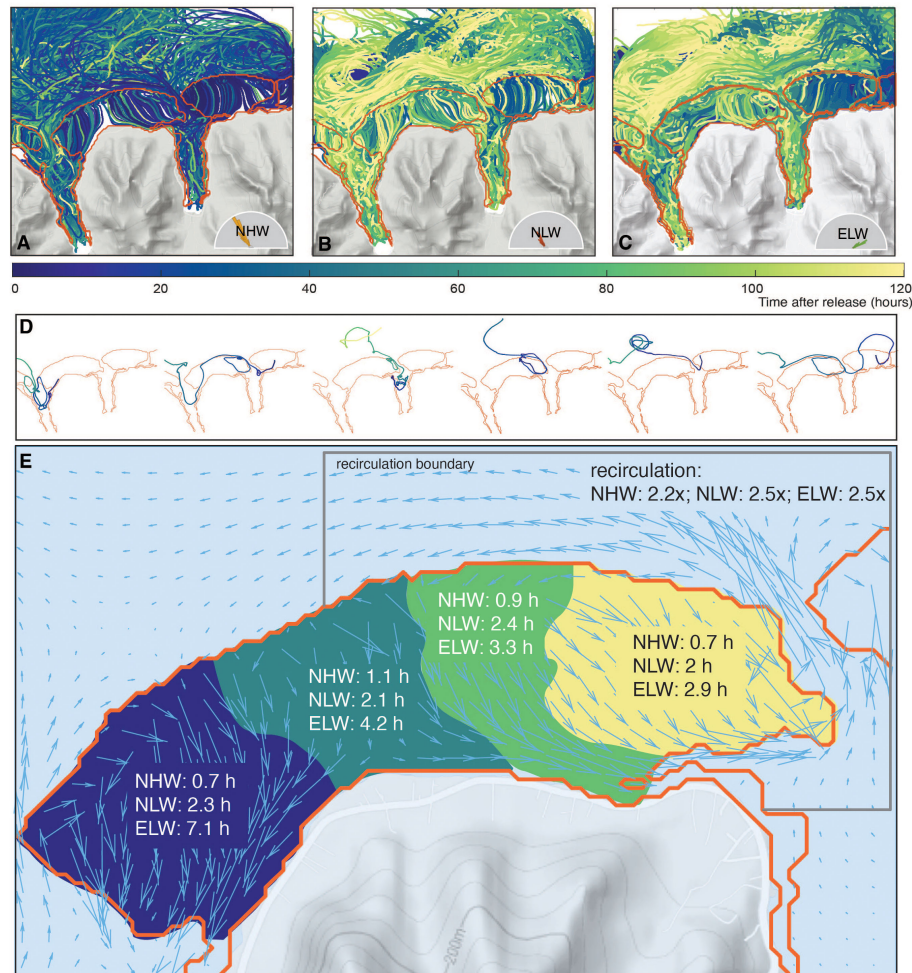 A
NHW
B
NLW
C
ELW
0
20
40
60
80
100
120
Time after release (hours)
D
E
recirculation boundary
recirculation:
NHW: 2.2x; NLW: 2.5x; ELW: 2.5x
NHW: 0.9 h
NLW: 2.4 h
ELW: 3.3 h
NHW: 0.7 h
NLW: 2 h
ELW: 2.9 h
NHW: 1.1 h
NLW: 2.1 h
ELW: 4.2 h
NHW: 0.7 h
NLW: 2.3 h
ELW: 7.1 h
200m